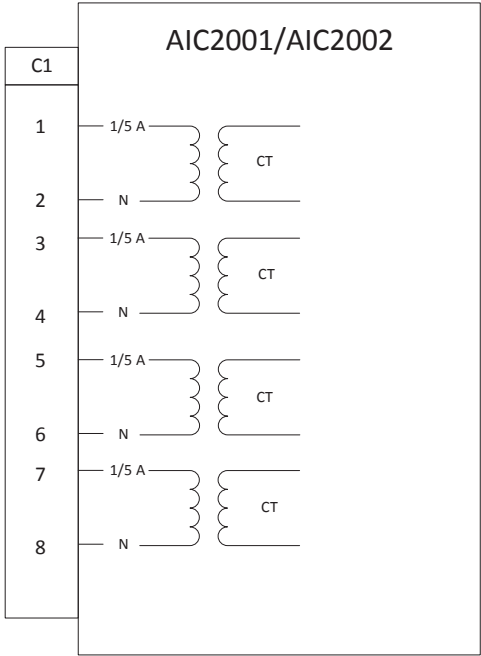 AIC2001/AIC2002
C1
1 1/5 A
CT
2 N
3 1/5 A
CT
4 N
5 1/5 A
CT
6 N
7 1/5 A
CT
8 N